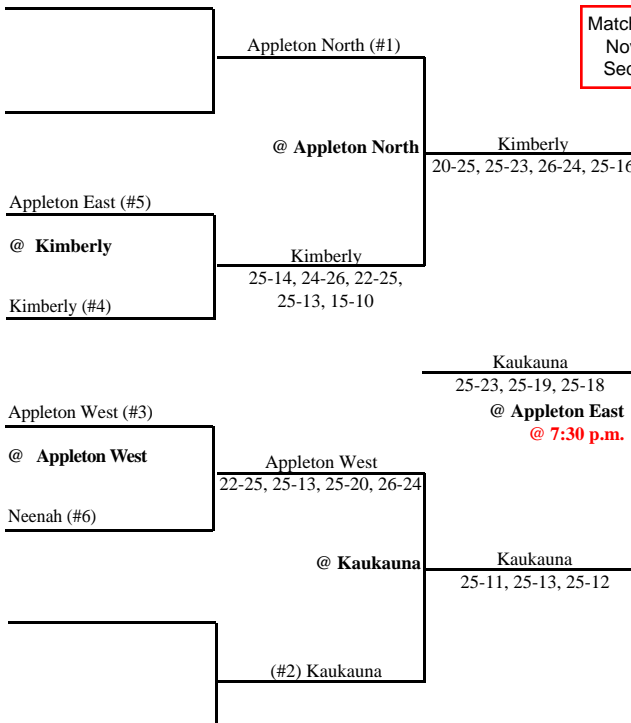 Appleton North (#1)
Match
Nov
Sec
@ Appleton North
Kimberly
20-25, 25-23, 26-24, 25-16
Appleton East (#5)
@ Kimberly
Kimberly
25-14, 24-26, 22-25,
25-13, 15-10
Kimberly (#4)
Kaukauna
25-23, 25-19, 25-18
@ Appleton East
@ 7:30 p.m.
Appleton West (#3)
@ Appleton West
Appleton West
22-25, 25-13, 25-20, 26-24
Neenah (#6)
@ Kaukauna
Kaukauna
25-11, 25-13, 25-12
(#2) Kaukauna